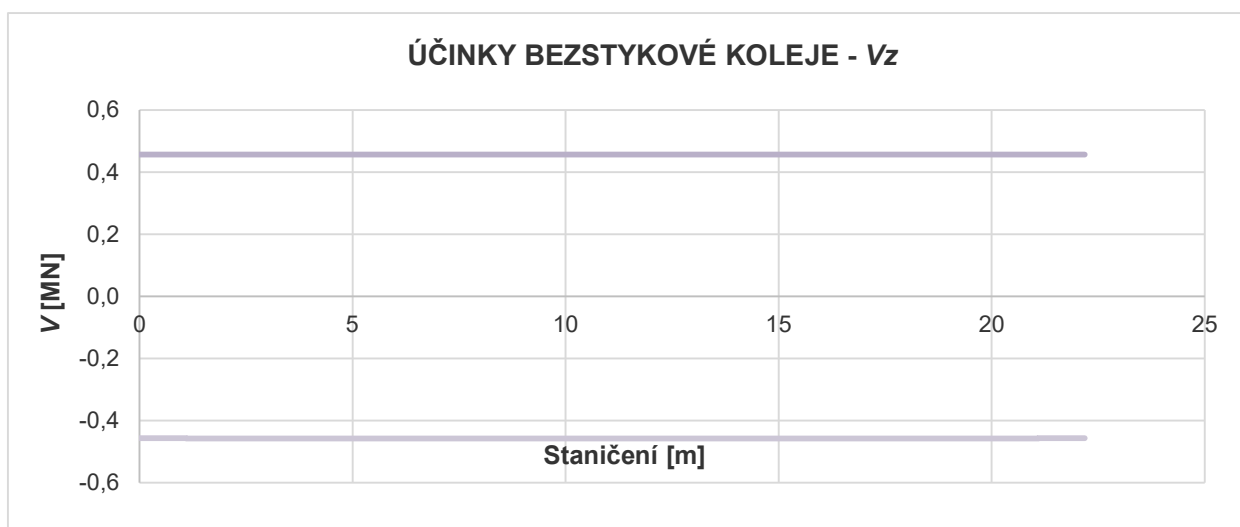 ÚČINKY BEZSTYKOVÉ KOLEJE - Vz
0,6
0,4
0,2
0,0
-0,2
-0,4
-0,6
V [MN]
0 5 10 15 20 25
Staničení [m]